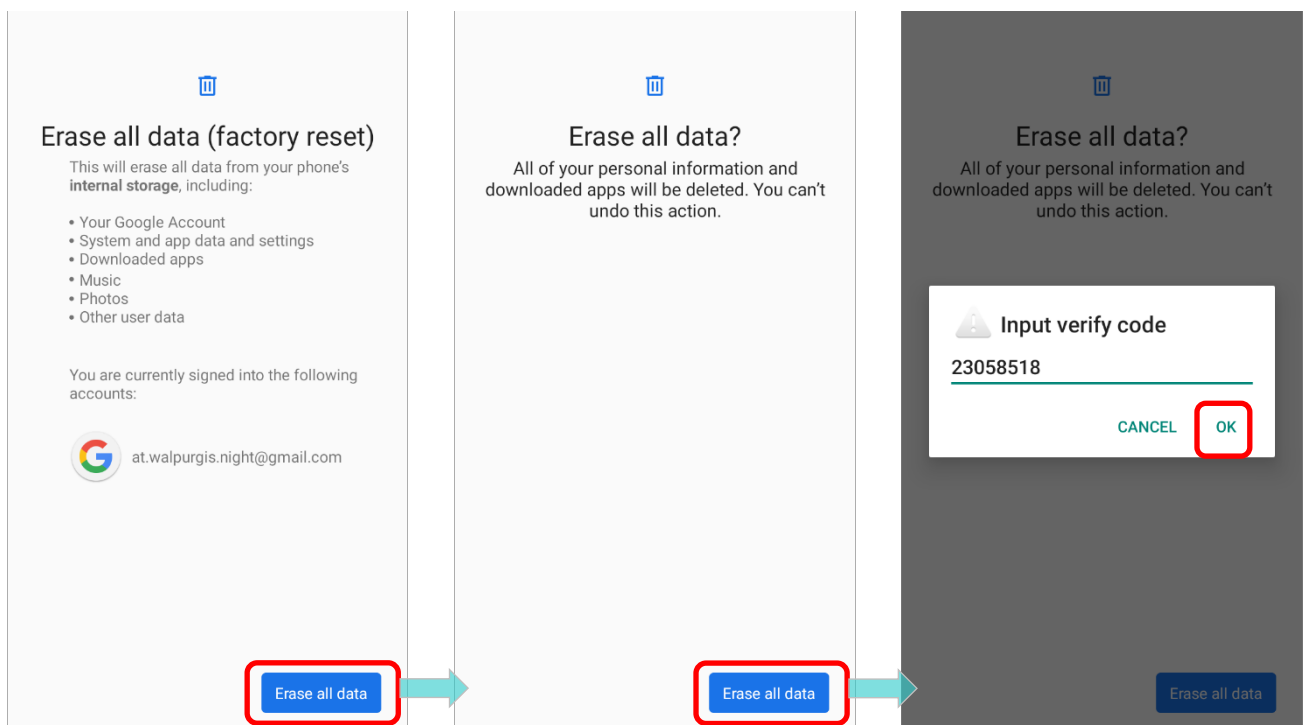 Erase all data (factory reset)
This will erase all data from your phone's
internal storage, including:
• Your Google Account
• System and app data and settings
• Downloaded apps
• Music
• Photos
• Other user data
You are currently signed into the following
accounts:
at.walpurgis.night@gmail.com
Erase all data
Erase all data?
All of your personal information and
downloaded apps will be deleted. You can't
undo this action.
Erase all data
Erase all data?
All of your personal information and
downloaded apps will be deleted. You can't
undo this action.
Input verify code
23058518
CANCEL OK
Erase all data